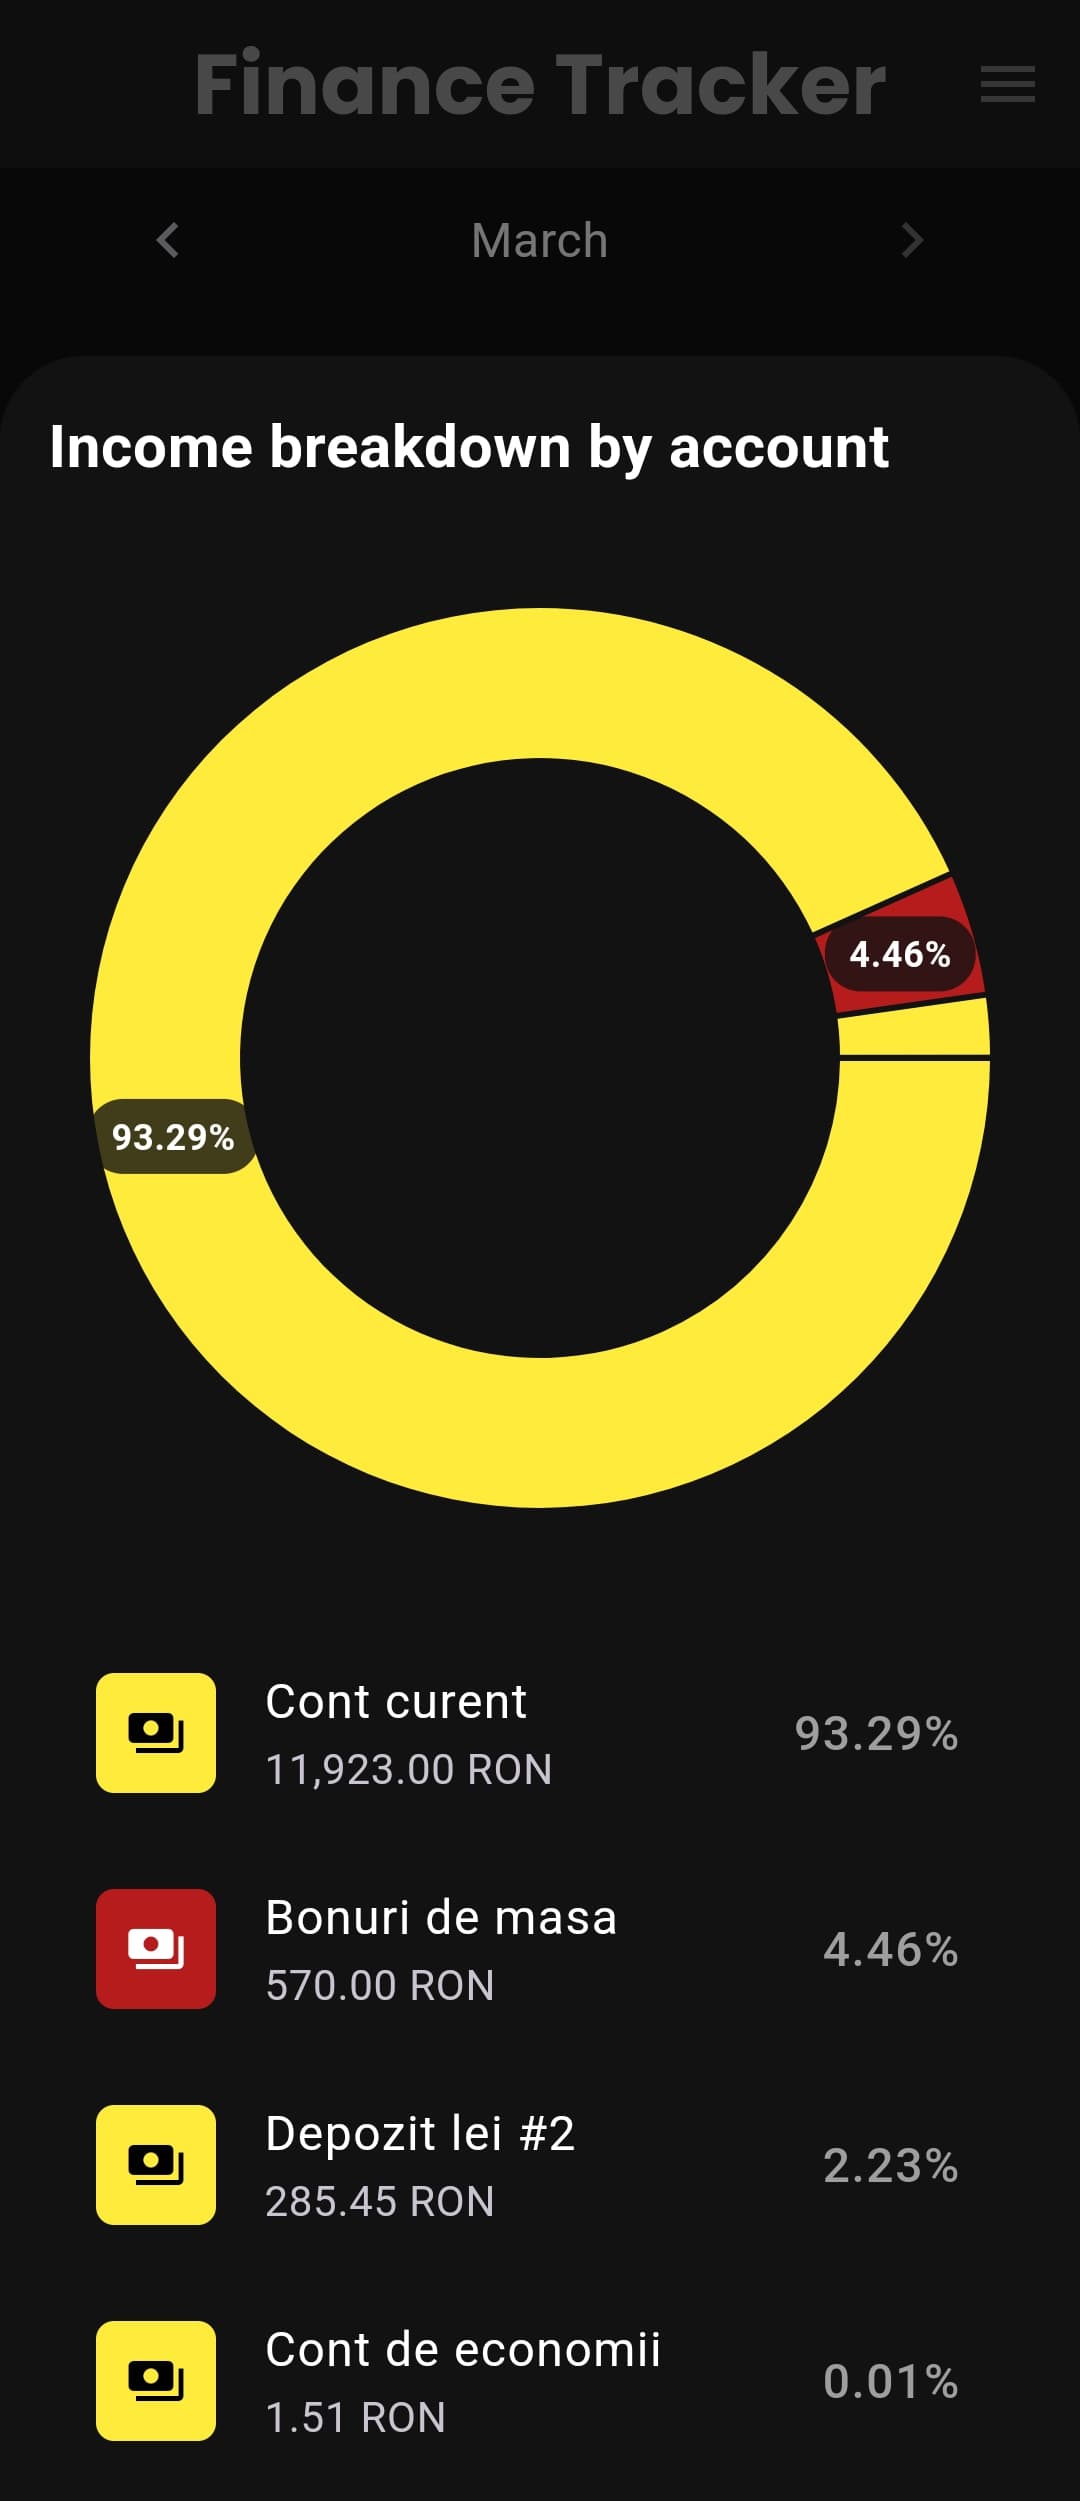 Finance Tracker
March
Income breakdown by account
4.46%
93.29%
Cont curent
11,923.00 RON
93.29%
Bonuri de masa
570.00 RON
4.46%
Depozit lei #2
285.45 RON
2.23%
Cont de economii
1.51 RON
0.01%